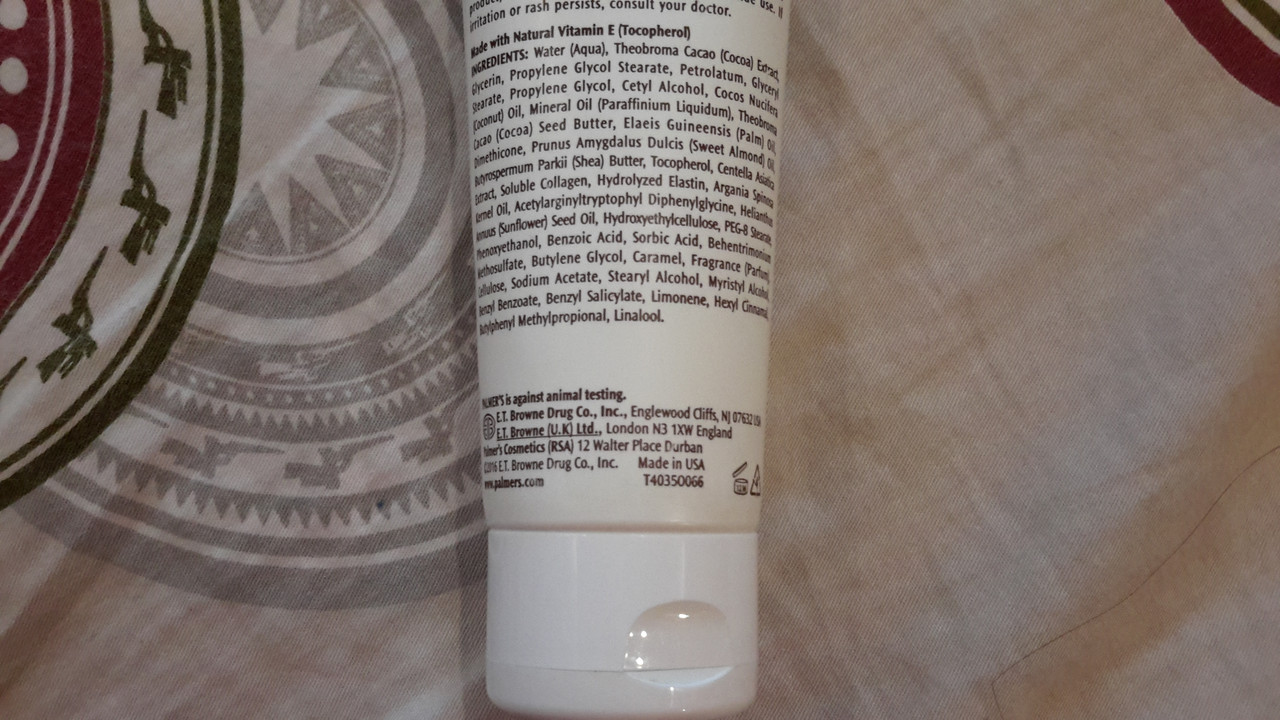 product,
use. If
irritation or rash persists, consult your doctor.
Made with Natural Vitamin E (Tocopherol)
INGREDIENTS: Water (Aqua), Theobroma Cacao (Cocoa) Extract,
Glycerin, Propylene Glycol Stearate, Petrolatum, Glyceryl
Stearate, Propylene Glycol, Cetyl Alcohol, Cocos Nucifera
(Coconut) Oil, Mineral Oil (Paraffinium Liquidum), Theobroma
Cacao (Cocoa) Seed Butter, Elaeis Guineensis (Palm) Oil,
Dimethicone, Prunus Amygdalus Dulcis (Sweet Almond) Oil,
Butyrospermum Parkii (Shea) Butter, Tocopherol, Centella Asiatica
Extract, Soluble Collagen, Hydrolyzed Elastin, Argania Spinosa
Kernel Oil, Acetylarginyltryptophyl Diphenylglycine, Helianthus
Annuus (Sunflower) Seed Oil, Hydroxyethylcellulose, PEG-8 Stearate,
Phenoxyethanol, Benzoic Acid, Sorbic Acid, Behentrimonium
Methosulfate, Butylene Glycol, Caramel, Fragrance (Parfum),
Cellulose, Sodium Acetate, Stearyl Alcohol, Myristyl Alcohol,
Benzyl Benzoate, Benzyl Salicylate, Limonene, Hexyl Cinnamal,
Butylphenyl Methylpropional, Linalool.
PALMER'S is against animal testing.
E.T. Browne Drug Co., Inc., Englewood Cliffs, NJ 07632 USA
E.T. Browne (U.K) Ltd., London N3 1XW England
Palmer's Cosmetics (RSA) 12 Walter Place Durban
©2016 E.T. Browne Drug Co., Inc. Made in USA
www.palmers.com T40350066